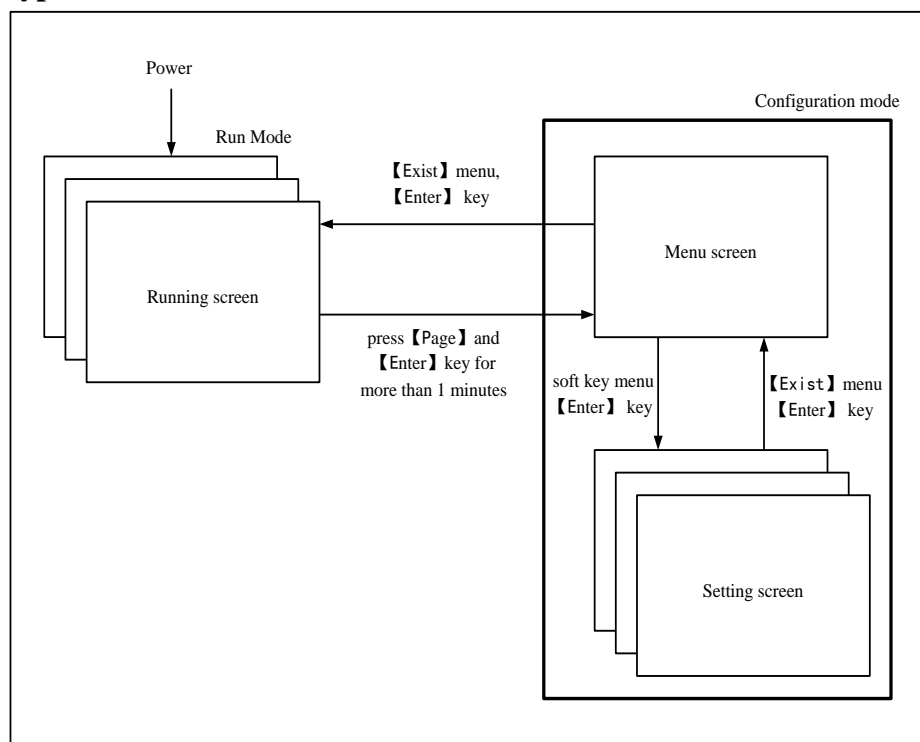 Power
Configuration mode
Run Mode
【Exist】menu,
【Enter】 key
Menu screen
Running screen
press【Page】and
【Enter】key for
more than 1 minutes
soft key menu
【Enter】 key
【Exist】menu
【Enter】 key
Setting screen